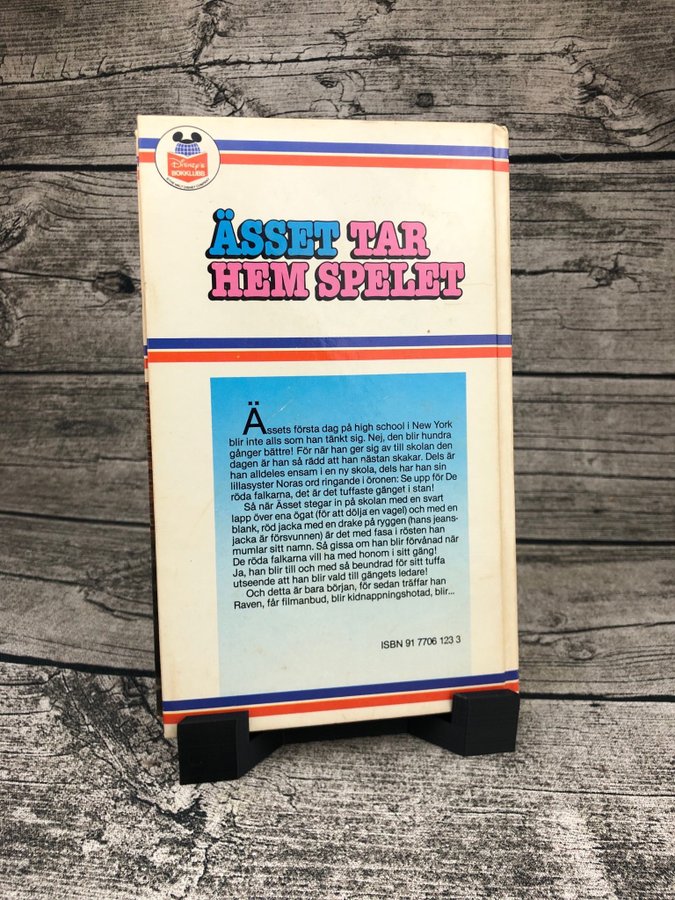 Disney's
BOKKLUBB
ÄSSET TAR
HEM SPELET
Ässets första dag på high school i New York
blir inte alls som han tänkt sig. Nej, den blir hundra
gånger bättre! För när han ger sig av till skolan den
dagen är han så rädd att han nästan skakar. Dels är
han alldeles ensam i en ny skola, dels har han sin
lillasyster Noras ord ringande i öronen: Se upp för De
röda falkarna, det är det tuffaste gänget i stan!
Så när Ässet stegar in på skolan med en svart
lapp över ena ögat (för att dölja en vagel) och med en
blank, röd jacka med en drake på ryggen (hans jeans-
jacka är försvunnen) är det med fasa i rösten han
mumlar sitt namn. Så gissa om han blir förvånad när
De röda falkarna vill ha med honom i sitt gäng!
Ja, han blir till och med så beundrad för sitt tuffa
utseende att han blir vald till gängets ledare!
Och detta är bara början, för sedan träffar han
Raven, får filmanbud, blir kidnappningshotad, blir...
ISBN 91 7706 123 3